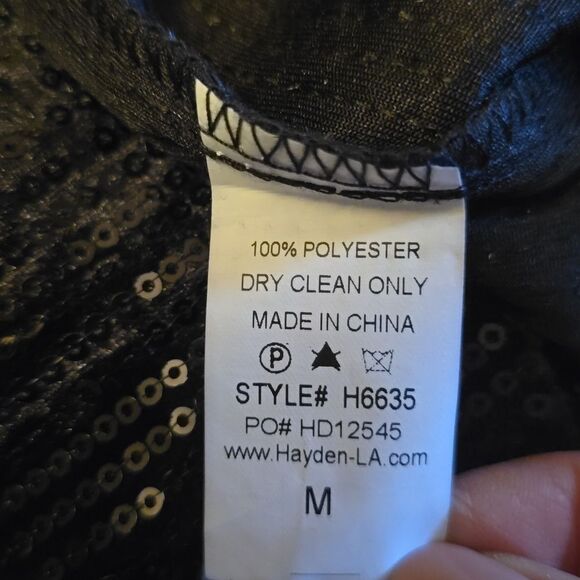 100% POLYESTER
DRY CLEAN ONLY
MADE IN CHINA
P
STYLE# H6635
PO# HD12545
www.Hayden-LA.com
M